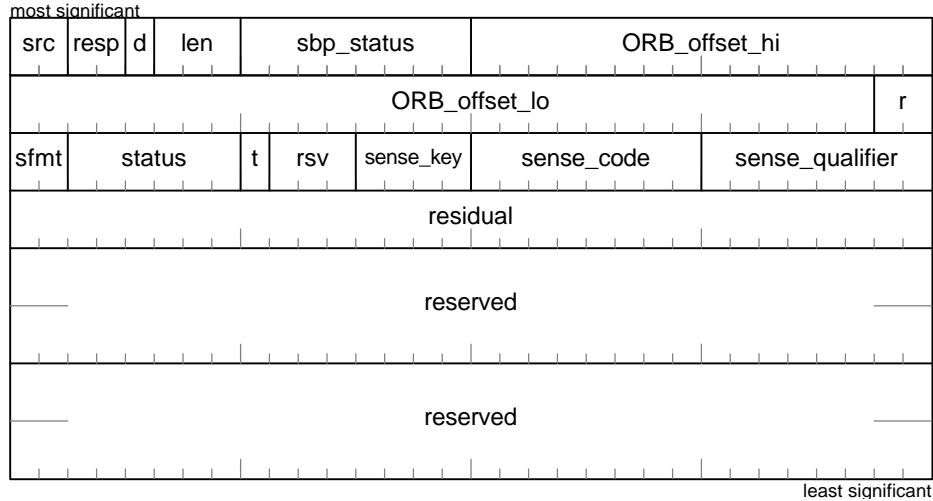 most significant
src resp d len sbp_status ORB_offset_hi
ORB_offset_lo r
sfmt status t rsv sense_key sense_code sense_qualifier
residual
reserved
reserved
least significant